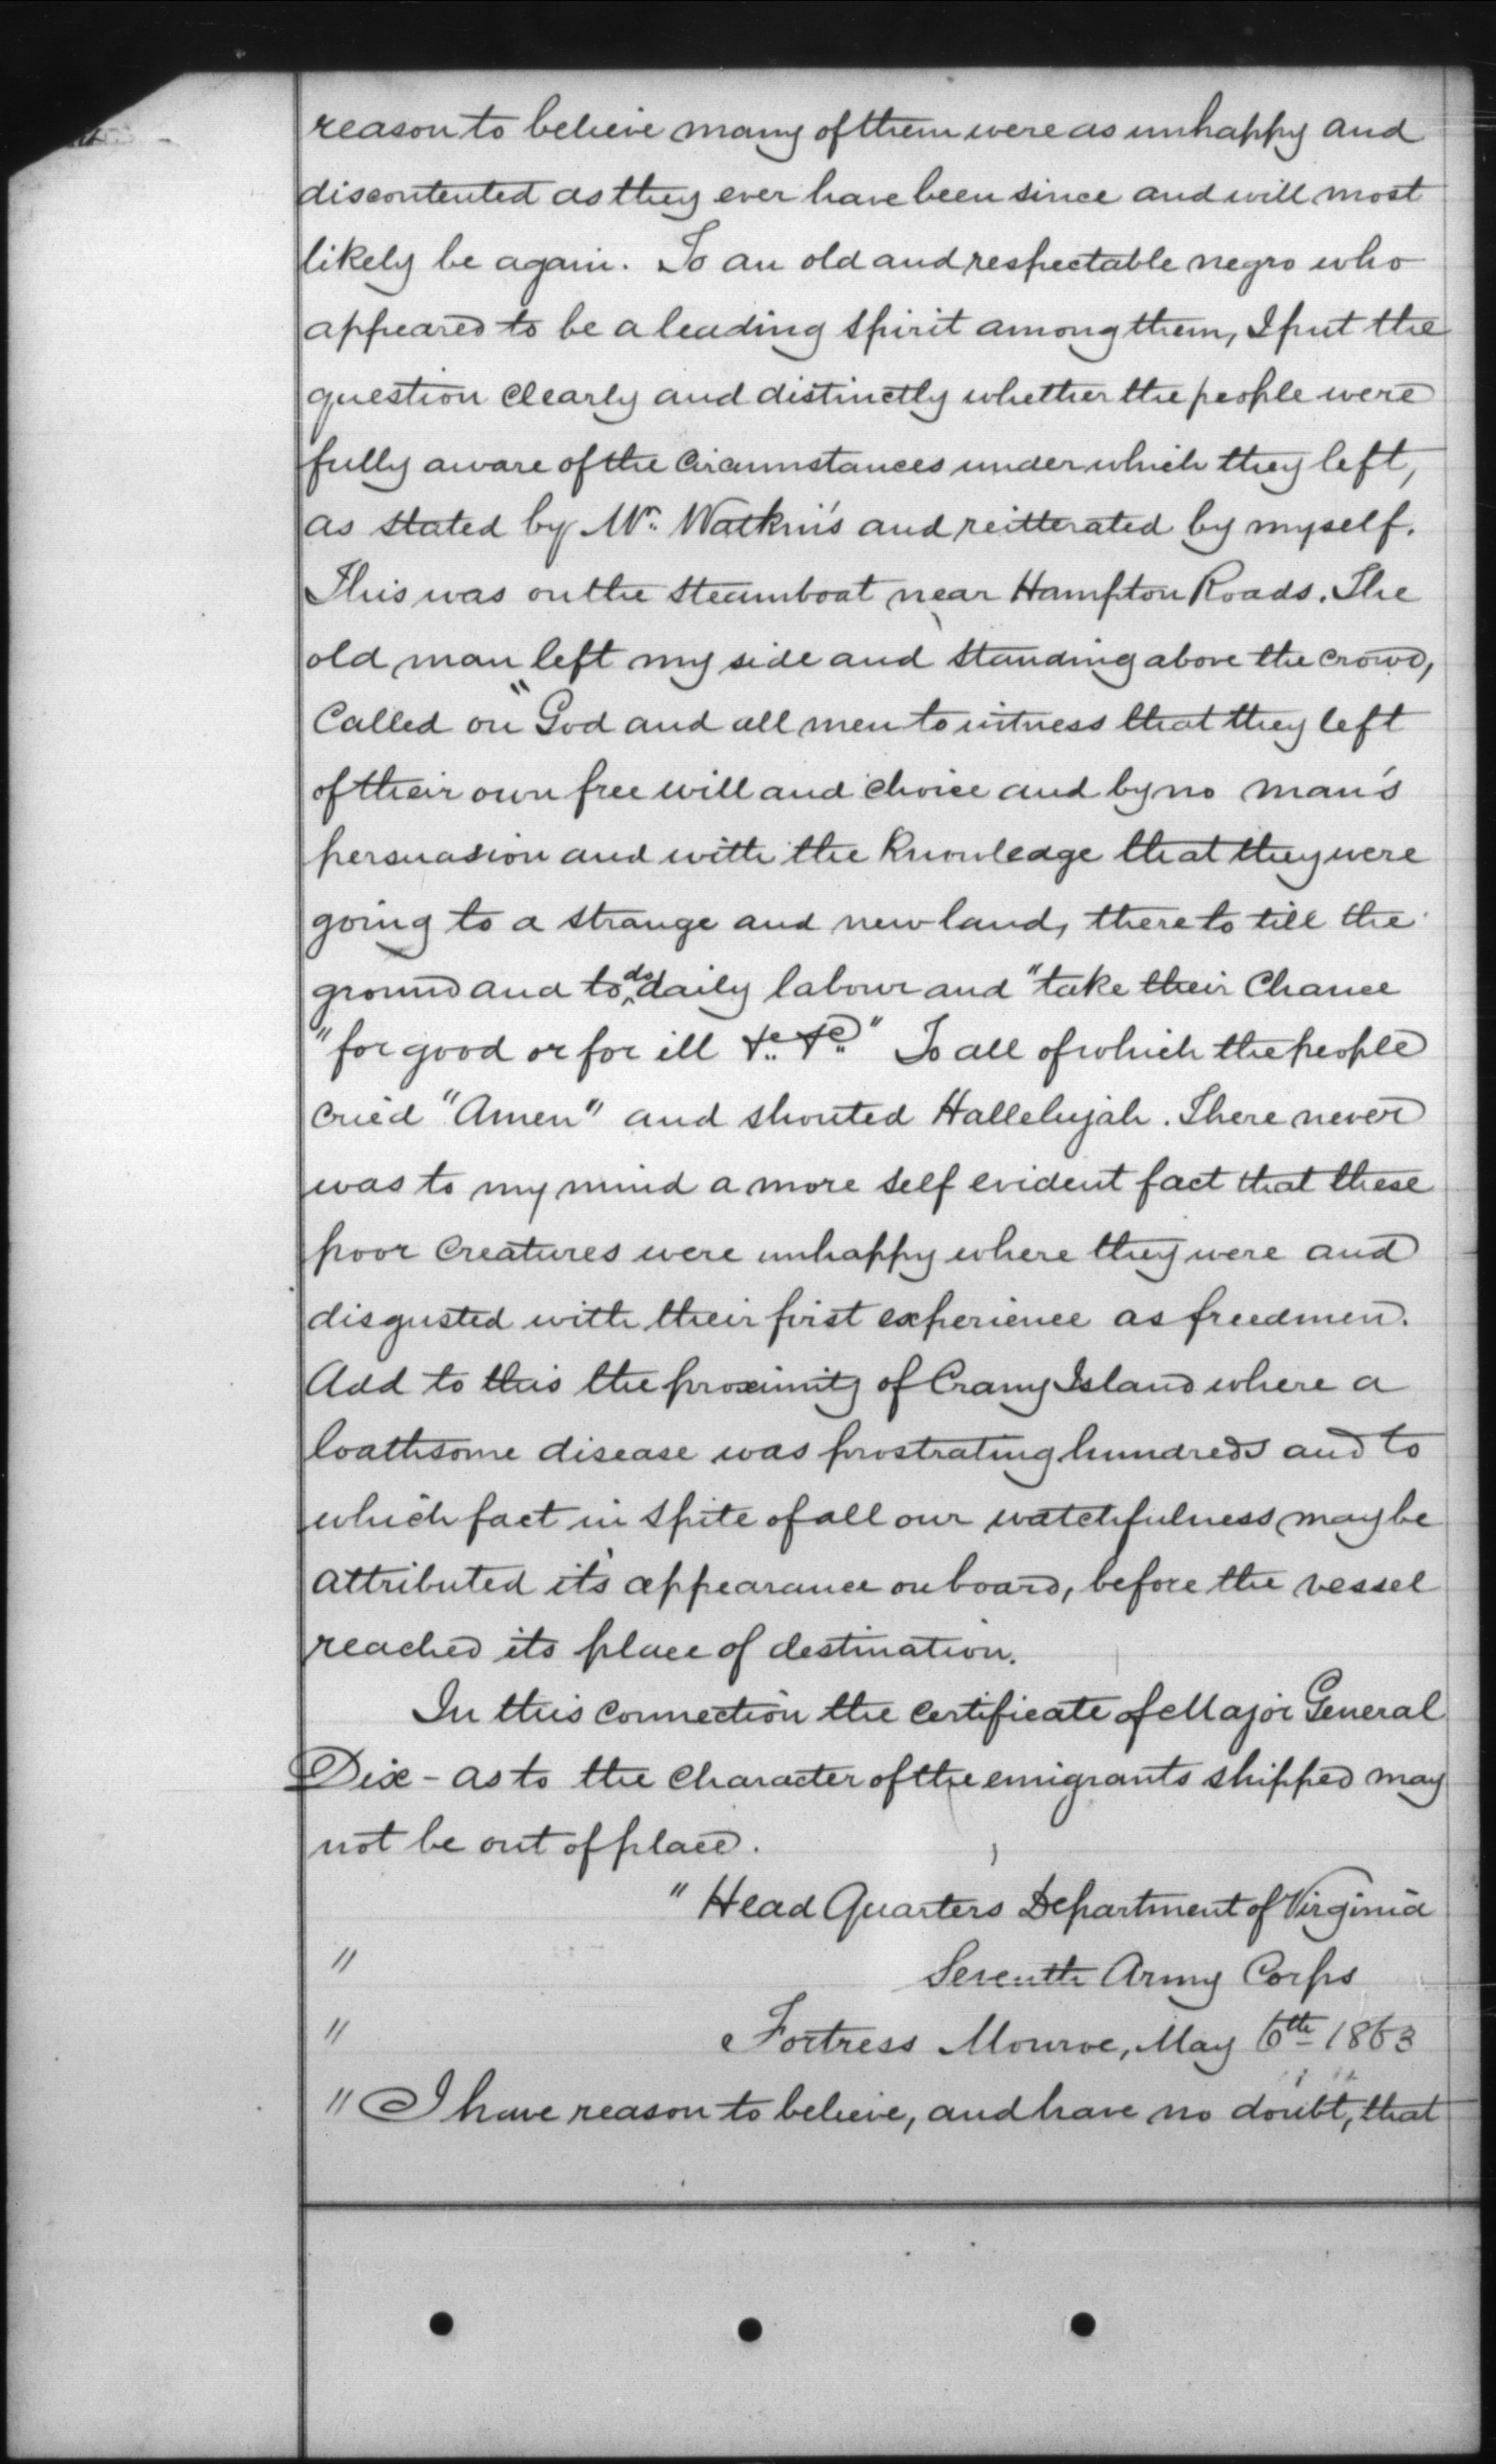 reason to believe many of them were as unhappy and
discontented as they ever have been since and will most
likely be again. To an old and respectable negro who
appeared to be a leading spirit among them, I put the
question clearly and distinctly whether the people were
fully aware of the circumstances under which they left,
as stated by Mr. Watkin's and reitterated by myself.
This was on the steamboat near Hampton Roads. The
old man left my side and standing above the crowd,
called on "God and all men to witness that they left
of their own free will and choice and by no man's
persuasion and with the knowledge that they were
going to a strange and new land, there to till the
ground and to do daily labour and "take their chance
"for good or for ill &c. &c." To all of which the people
cried "Amen" and shouted Hallelujah. There never
was to my mind a more self evident fact that these
poor creatures were unhappy where they were and
disgusted with their first experience as freedmen.
Add to this the proximity of Crany Island where a
loathsome disease was prostrating hundreds and to
which fact in spite of all our watchfulness may be
attributed it's appearance on board, before the vessel
reached its place of destination.
In this connection the certificate of Major General
Dix - as to the character of the emigrants shipped may
not be out of place.
" Head Quarters Department of Virginia
" Seventh Army Corps
" Fortress Monroe, May 6th 1863
" I have reason to believe, and have no doubt, that